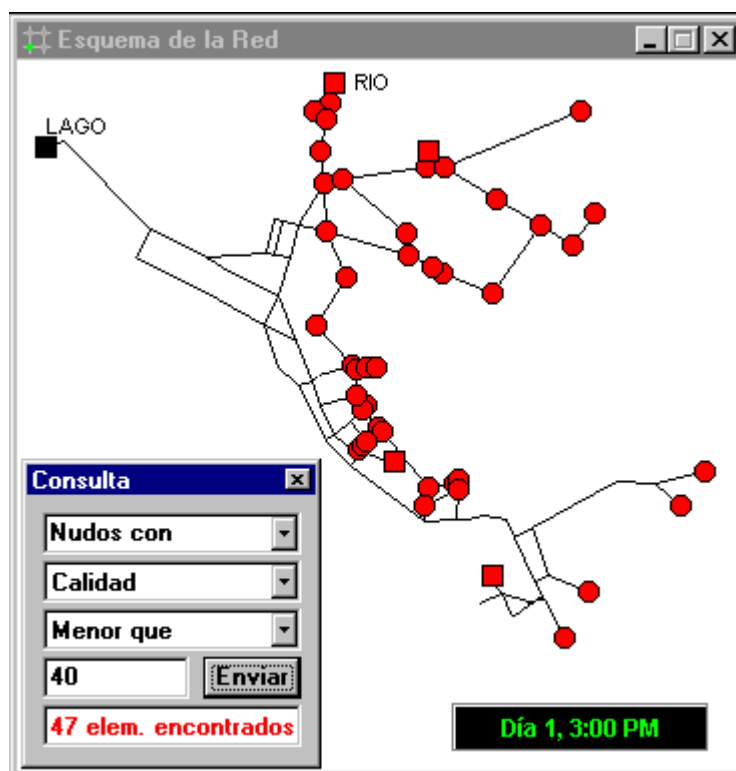 Esquema de la Red
RIO
LAGO
Consulta
Nudos con
Calidad
Menor que
40
Enviar
47 elem. encontrados
Día 1, 3:00 PM